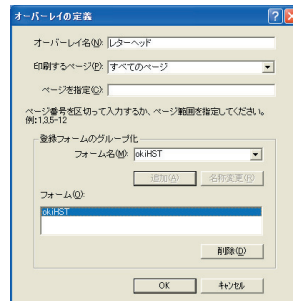 オーバーレイの定義
オーバーレイ名(N): レターヘッド
印刷するページ(P): すべてのページ
ページを指定(C):
ページ番号を区切って入力するか、ページ範囲を指定してください。
例:1,3,5-12
登録フォームのグループ化
フォーム名(M): okiHST
追加(A) 名称変更(R)
フォーム(O):
okiHST
削除(D)
OK キャンセル